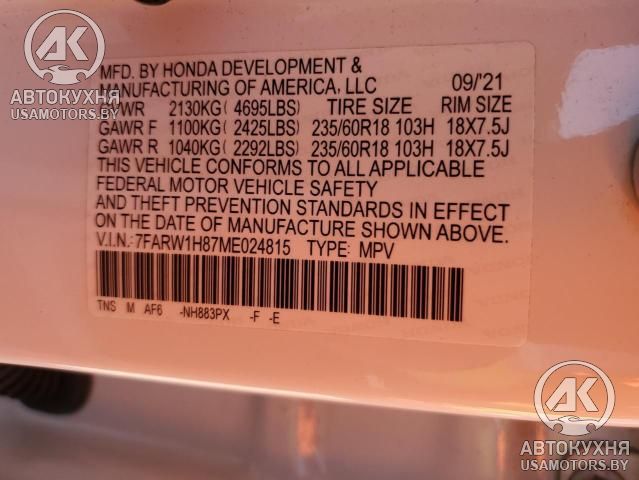 АВТОКУХНЯ
USAMOTORS.BY
MFD. BY HONDA DEVELOPMENT &
MANUFACTURING OF AMERICA, LLC 09/'21
GVWR 2130KG( 4695LBS) TIRE SIZE RIM SIZE
GAWR F 1100KG( 2425LBS) 235/60R18 103H 18X7.5J
GAWR R 1040KG( 2292LBS) 235/60R18 103H 18X7.5J
THIS VEHICLE CONFORMS TO ALL APPLICABLE
FEDERAL MOTOR VEHICLE SAFETY
AND THEFT PREVENTION STANDARDS IN EFFECT
ON THE DATE OF MANUFACTURE SHOWN ABOVE.
V.I.N.: 7FARW1H87ME024815 TYPE: MPV
TNS M AF6 -NH883PX -F -E
АК
АВТОКУХНЯ
USAMOTORS.BY